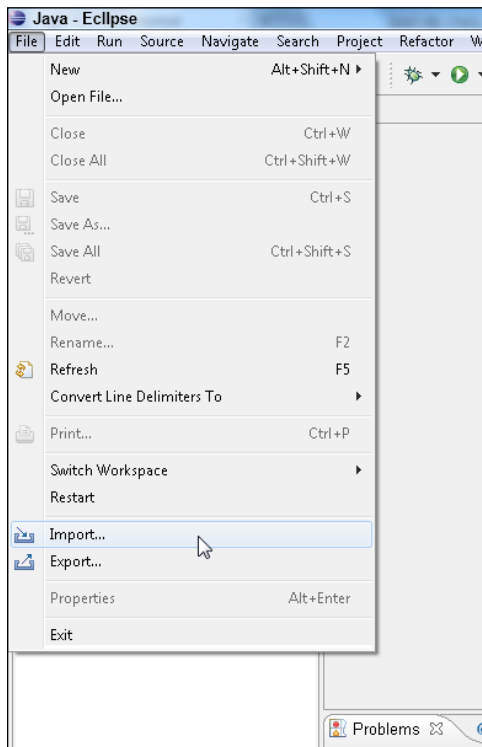 Java - Ecllpse
File Edit Run Source Navigate Search Project Refactor
New Alt+Shift+N
Open File...
Close Ctrl+W
Close All Ctrl+Shift+W
Save Ctrl+S
Save As...
Save All Ctrl+Shift+S
Revert
Move...
Rename... F2
Refresh F5
Convert Line Delimiters To
Print... Ctrl+P
Switch Workspace
Restart
Import...
Export...
Properties Alt+Enter
Exit
Problems